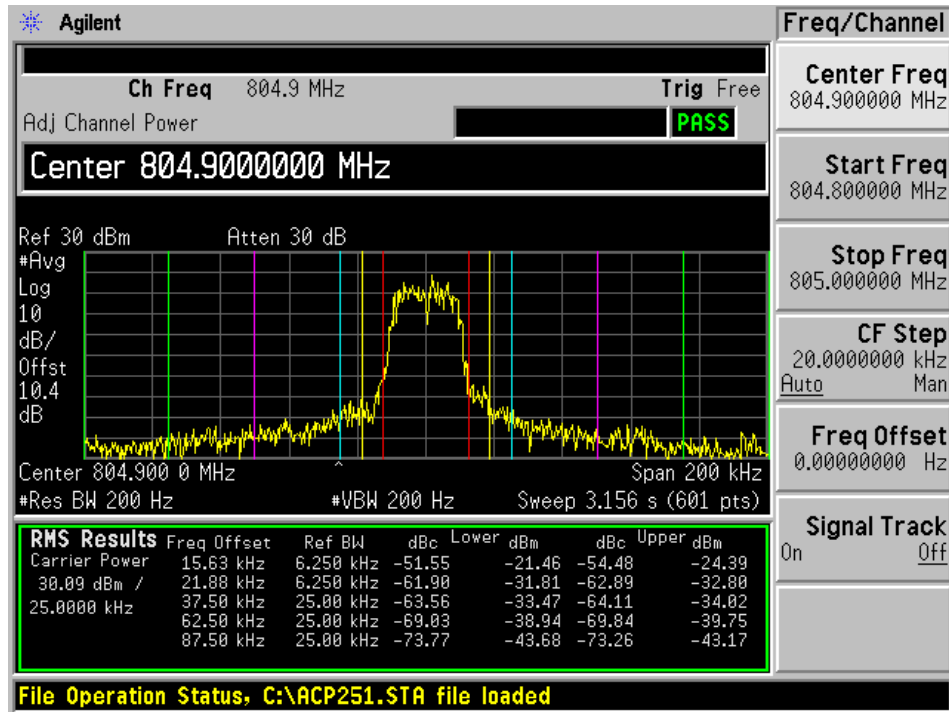 Agilent
Freq/Channel
Ch Freq 804.9 MHz Trig Free
Adj Channel Power PASS
Center 804.9000000 MHz
Ref 30 dBm Atten 30 dB
#Avg
Log
10
dB/
Offst
10.4
dB
Center 804.900 0 MHz ^ Span 200 kHz
#Res BW 200 Hz #VBW 200 Hz Sweep 3.156 s (601 pts)
RMS Results Freq Offset Ref BW dBc Lower dBm dBc Upper dBm
Carrier Power 15.63 kHz 6.250 kHz -51.55 -21.46 -54.48 -24.39
30.09 dBm / 21.88 kHz 6.250 kHz -61.90 -31.81 -62.89 -32.80
25.0000 kHz 37.50 kHz 25.00 kHz -63.56 -33.47 -64.11 -34.02
62.50 kHz 25.00 kHz -69.03 -38.94 -69.84 -39.75
87.50 kHz 25.00 kHz -73.77 -43.68 -73.26 -43.17
File Operation Status, C:\ACP251.STA file loaded
Center Freq
804.900000 MHz
Start Freq
804.800000 MHz
Stop Freq
805.000000 MHz
CF Step
20.0000000 kHz
Auto Man
Freq Offset
0.00000000 Hz
Signal Track
On Off